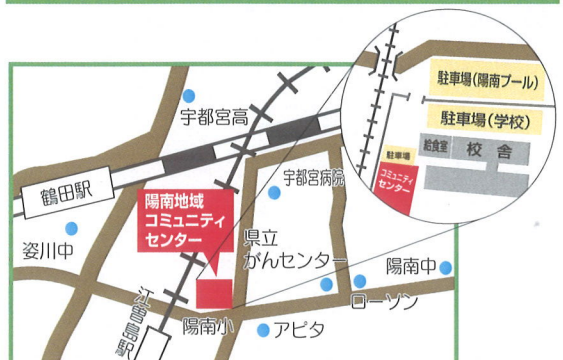 駐車場(陽南プール)
駐車場(学校)
駐車場
給食室
校舎
コミュニティ
センター
宇都宮高
宇都宮病院
鶴田駅
陽南地域
コミュニティ
センター
姿川中
県立
がんセンター
陽南中
ローソン
江曽島駅
陽南小
アピタ